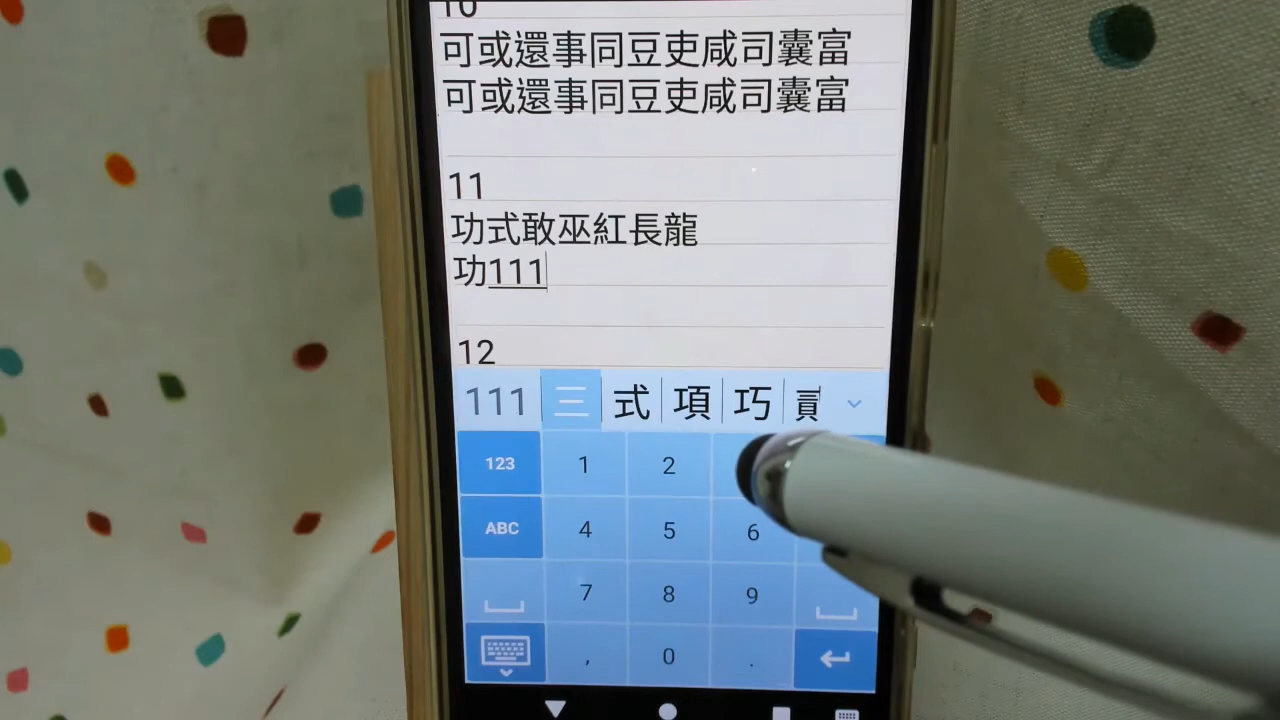 10
可或還事同豆吏咸司囊富
可或還事同豆吏咸司囊富
11
功式敢巫紅長龍
功111
12
111 三 式 項 巧 貢
123 1 2
ABC 4 5 6
7 8 9
, 0 .